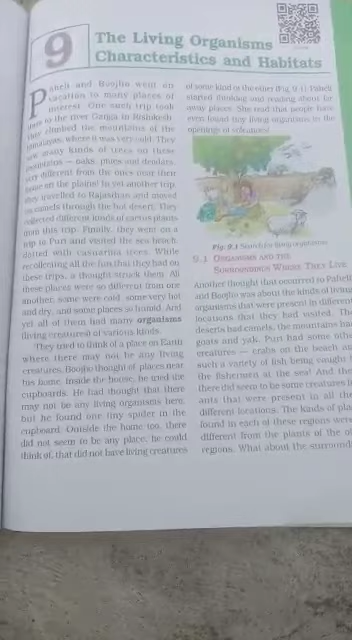 9
The Living Organisms
Characteristics and Habitats
Paheli and Boojho went on
vacation to many places of
interest. One such trip took
them to the river Ganga in Rishikesh.
They climbed the mountains of the
Himalayas, where it was very cold. They
saw many kinds of trees on these
mountains — oaks, pines and deodars,
very different from the ones near their
home on the plains! In yet another trip,
they travelled to Rajasthan and moved
on camels through the hot desert. They
collected different kinds of cactus plants
from this trip. Finally, they went on a
trip to Puri and visited the sea beach,
dotted with casuarina trees. While
recollecting all the fun that they had on
these trips, a thought struck them. All
these places were so different from one
another, some were cold, some very hot
and dry, and some places so humid. And
yet all of them had many organisms
(living creatures) of various kinds.
They tried to think of a place on Earth
where there may not be any living
creatures. Boojho thought of places near
his home. Inside the house, he tried the
cupboards. He had thought that there
may not be any living organisms here,
but he found one tiny spider in the
cupboard. Outside the home too, there
did not seem to be any place, he could
think of, that did not have living creatures
of some kind or the other (Fig. 9.1). Paheli
started thinking and reading about far
away places. She read that people have
even found tiny living organisms in the
openings of volcanoes!
Fig. 9.1 Search for living organisms
9.1 ORGANISMS AND THE
SURROUNDINGS WHERE THEY LIVE
Another thought that occurred to Paheli
and Boojho was about the kinds of living
organisms that were present in different
locations that they had visited. The
deserts had camels, the mountains had
goats and yak. Puri had some other
creatures — crabs on the beach and
such a variety of fish being caught by
the fishermen at the sea! And then,
there did seem to be some creatures like
ants that were present in all the
different locations. The kinds of plants
found in each of these regions were
different from the plants of the other
regions. What about the surroundings